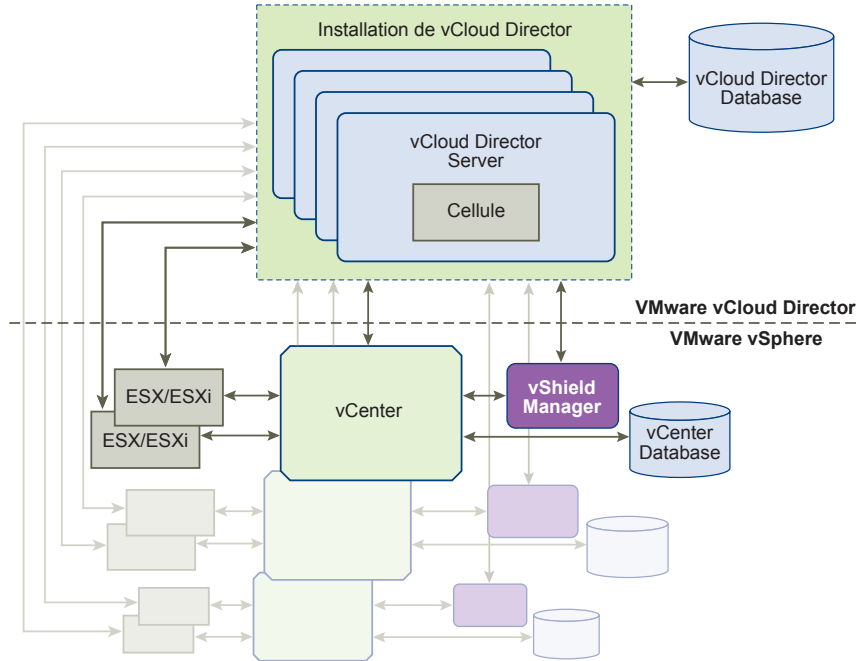 Installation de vCloud Director
vCloud Director
Database
vCloud Director
Server
Cellule
VMware vCloud Director
VMware vSphere
ESX/ESXi
ESX/ESXi
vCenter
vShield
Manager
vCenter
Database